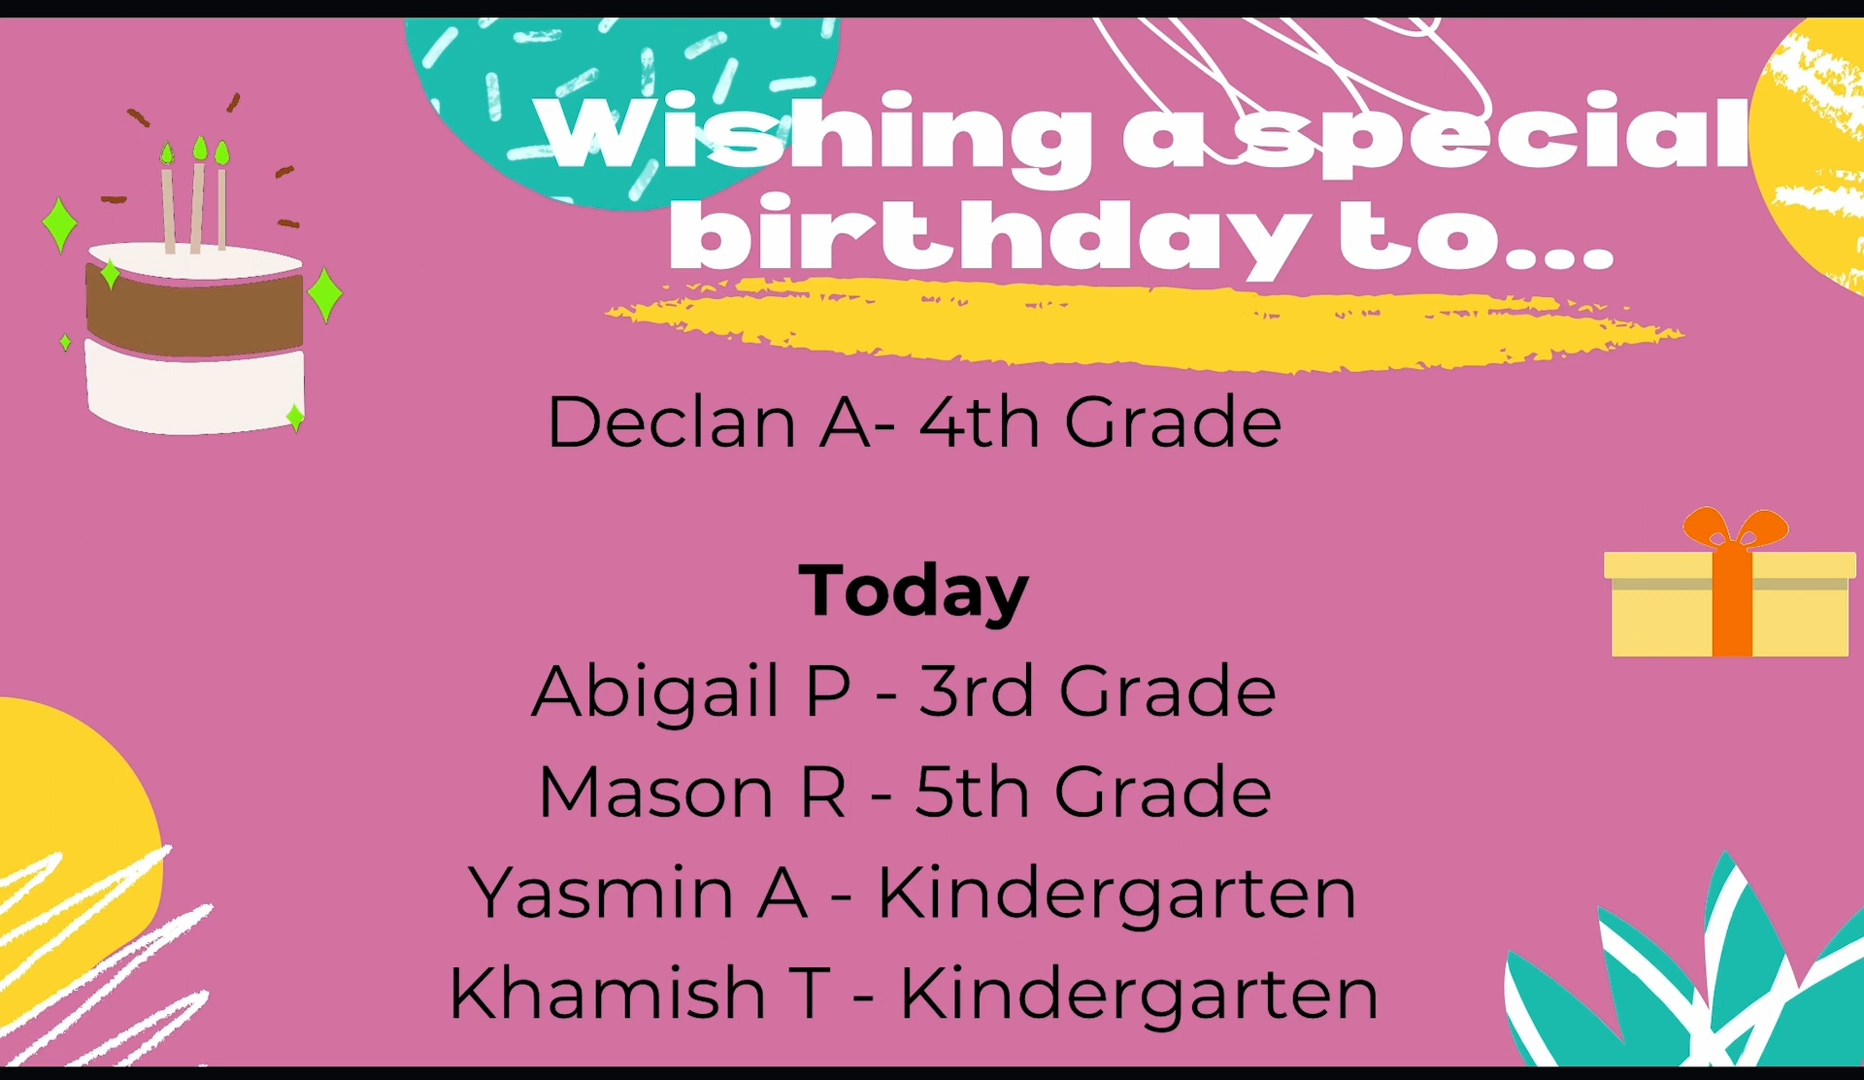 Wishing a special
birthday to...
Declan A- 4th Grade
Today
Abigail P - 3rd Grade
Mason R - 5th Grade
Yasmin A - Kindergarten
Khamish T - Kindergarten